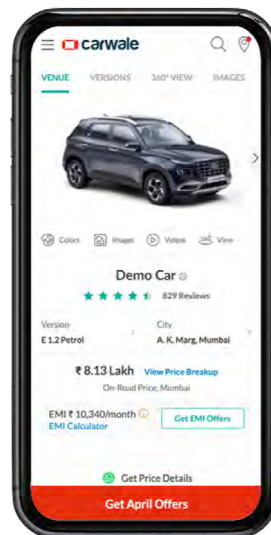 carwale
VENUE VERSIONS 360° VIEW IMAGES
Colors Images Videos View
Demo Car
829 Reviews
Version City
E 1.2 Petrol A. K. Marg, Mumbai
₹ 8.13 Lakh View Price Breakup
On-Road Price, Mumbai
EMI ₹ 10,340/month Get EMI Offers
EMI Calculator
Get Price Details
Get April Offers